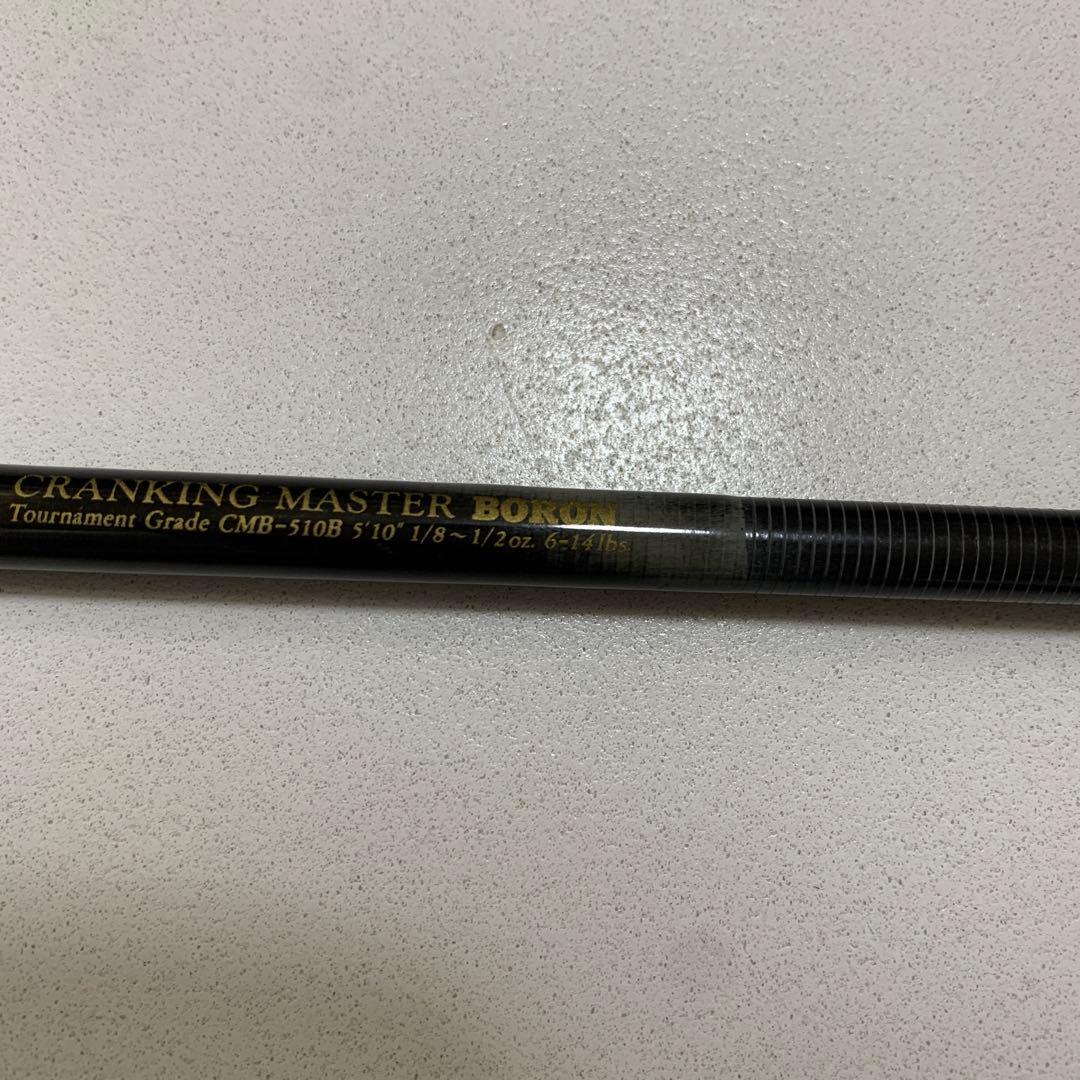 CRANKING MASTER BORON
Tournament Grade CMB-510B 5'10" 1/8~1/2oz. 6-14lbs.